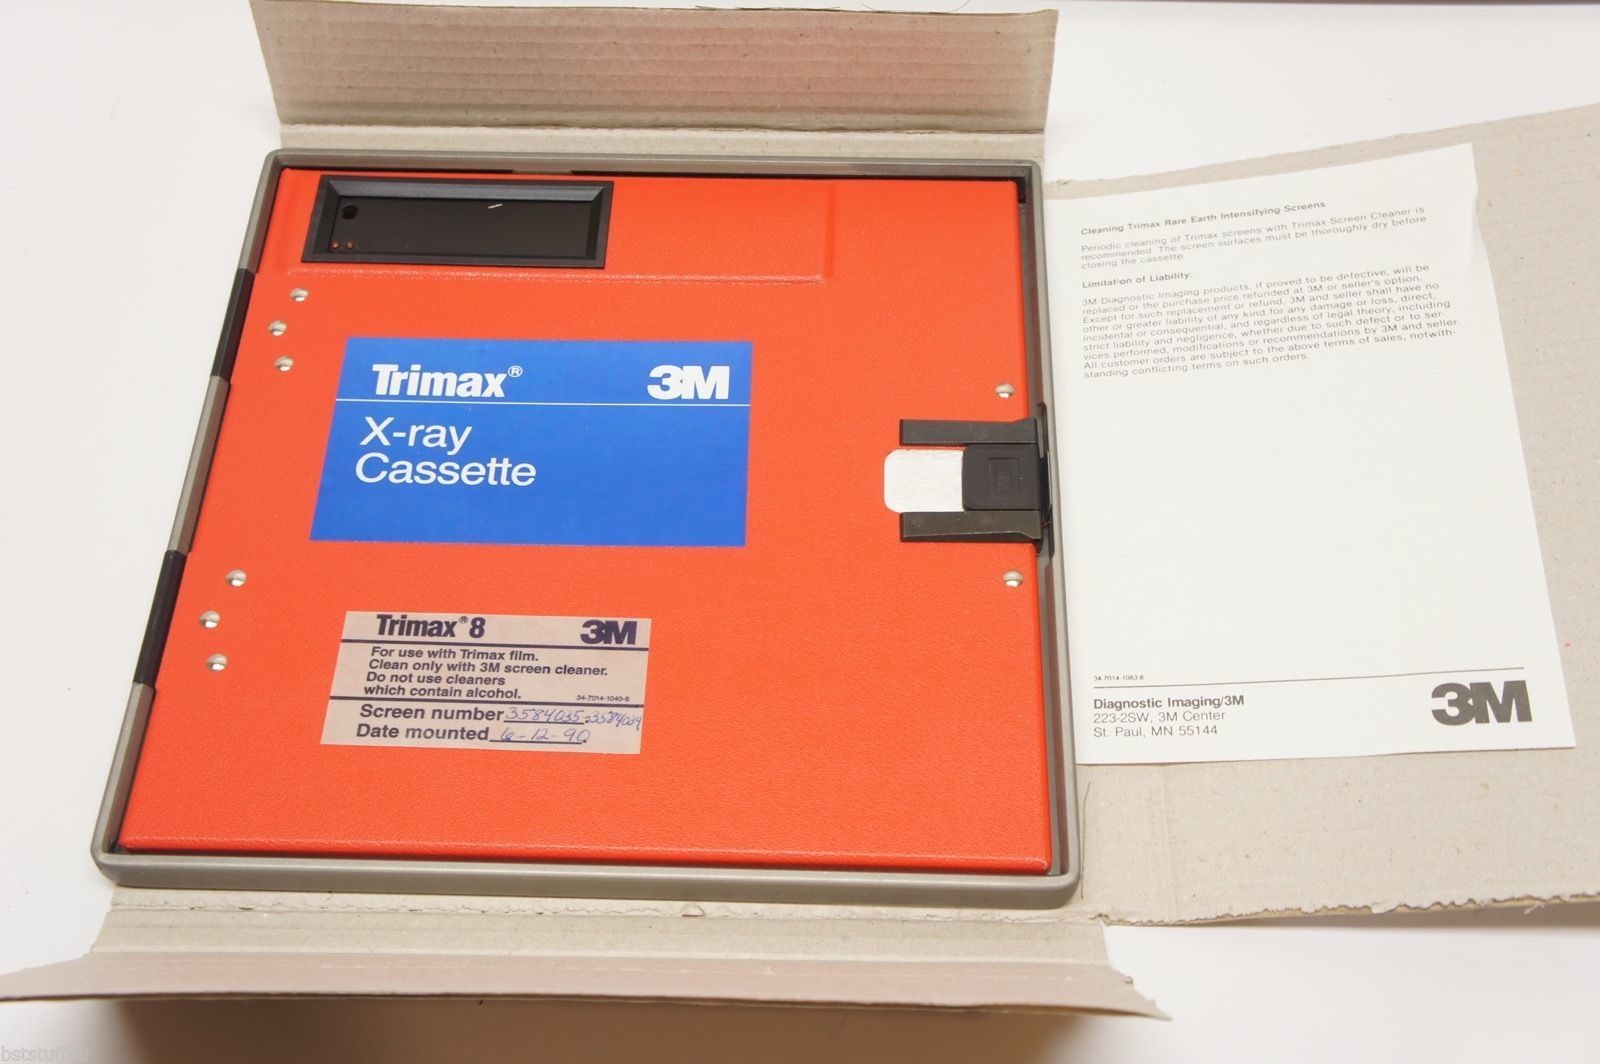 Trimax® 3M
X-ray
Cassette
Trimax®8 3M
For use with Trimax film.
Clean only with 3M screen cleaner.
Do not use cleaners
which contain alcohol.
34-7014-1040-6
Screen number 3584035-3584034
Date mounted 6-12-90
Cleaning Trimax Rare Earth Intensifying Screens
Periodic cleaning of Trimax screens with Trimax Screen Cleaner is
recommended. The screen surfaces must be thoroughly dry before
closing the cassette.
Limitation of Liability:
3M Diagnostic Imaging products, if proved to be defective, will be
replaced or the purchase price refunded at 3M or seller's option.
Except for such replacement or refund, 3M and seller shall have no
other or greater liability of any kind for any damage or loss, direct,
incidental or consequential, and regardless of legal theory, including
strict liability and negligence, whether due to such defect or to ser-
vices performed, modifications or recommendations by 3M and seller.
All customer orders are subject to the above terms of sales, notwith-
standing conflicting terms on such orders.
34-7014-1063-8
Diagnostic Imaging/3M
223-2SW, 3M Center
St. Paul, MN 55144
3M